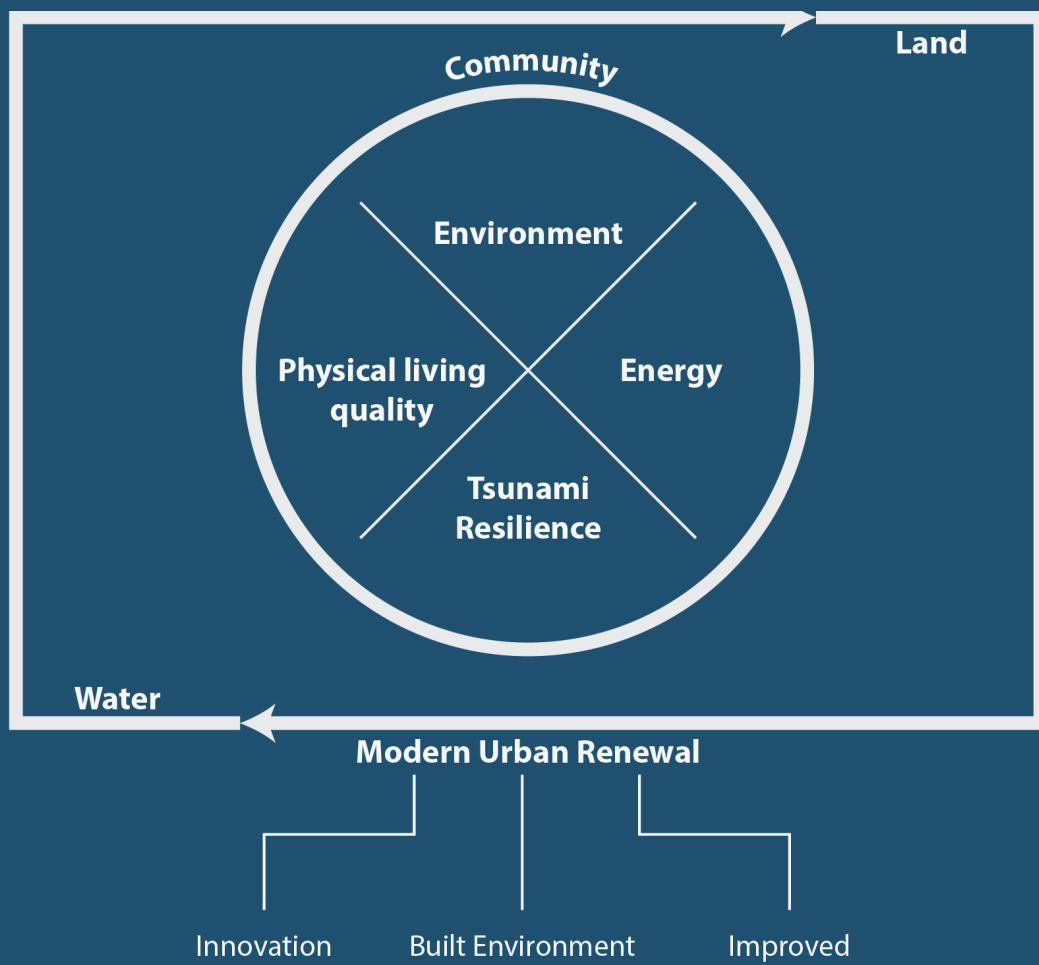 Land
Community
Environment
Physical living
quality
Energy
Tsunami
Resilience
Water
Modern Urban Renewal
Innovation
Built Environment
Improved